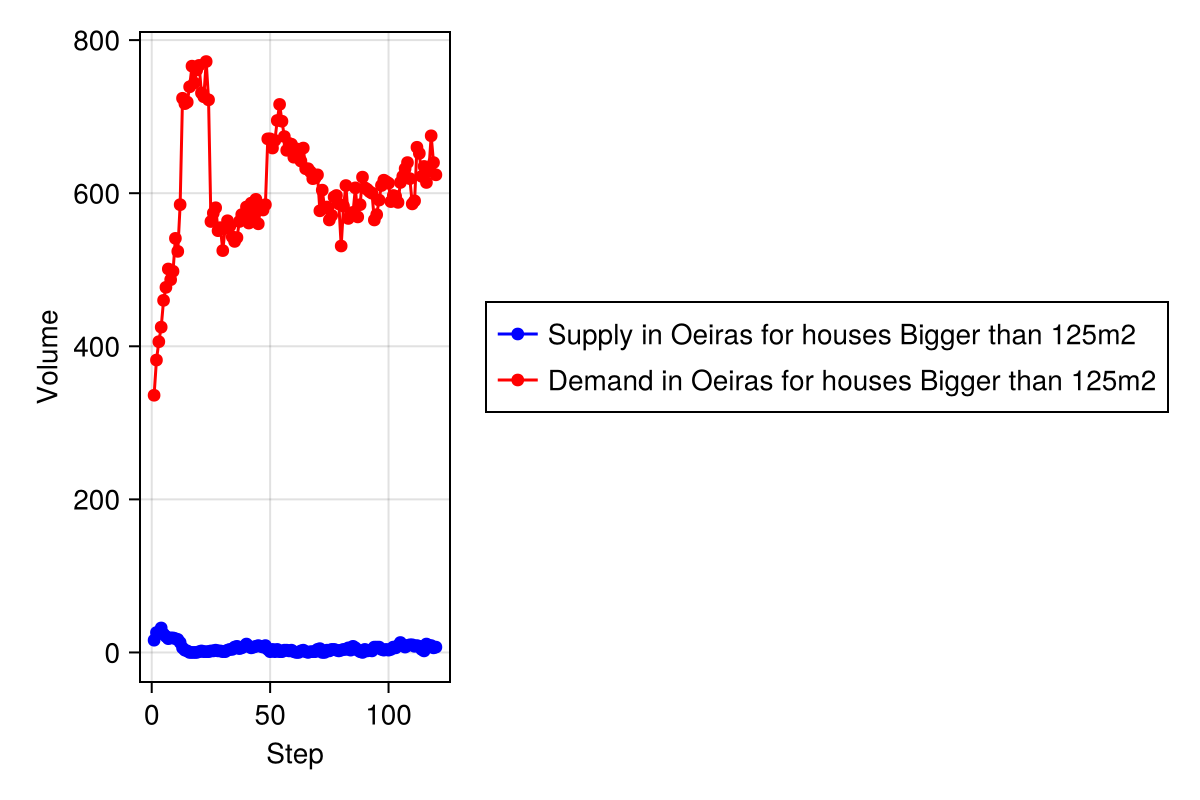 800
600
400
200
0
Volume
0 50 100
Step
Supply in Oeiras for houses Bigger than 125m2
Demand in Oeiras for houses Bigger than 125m2